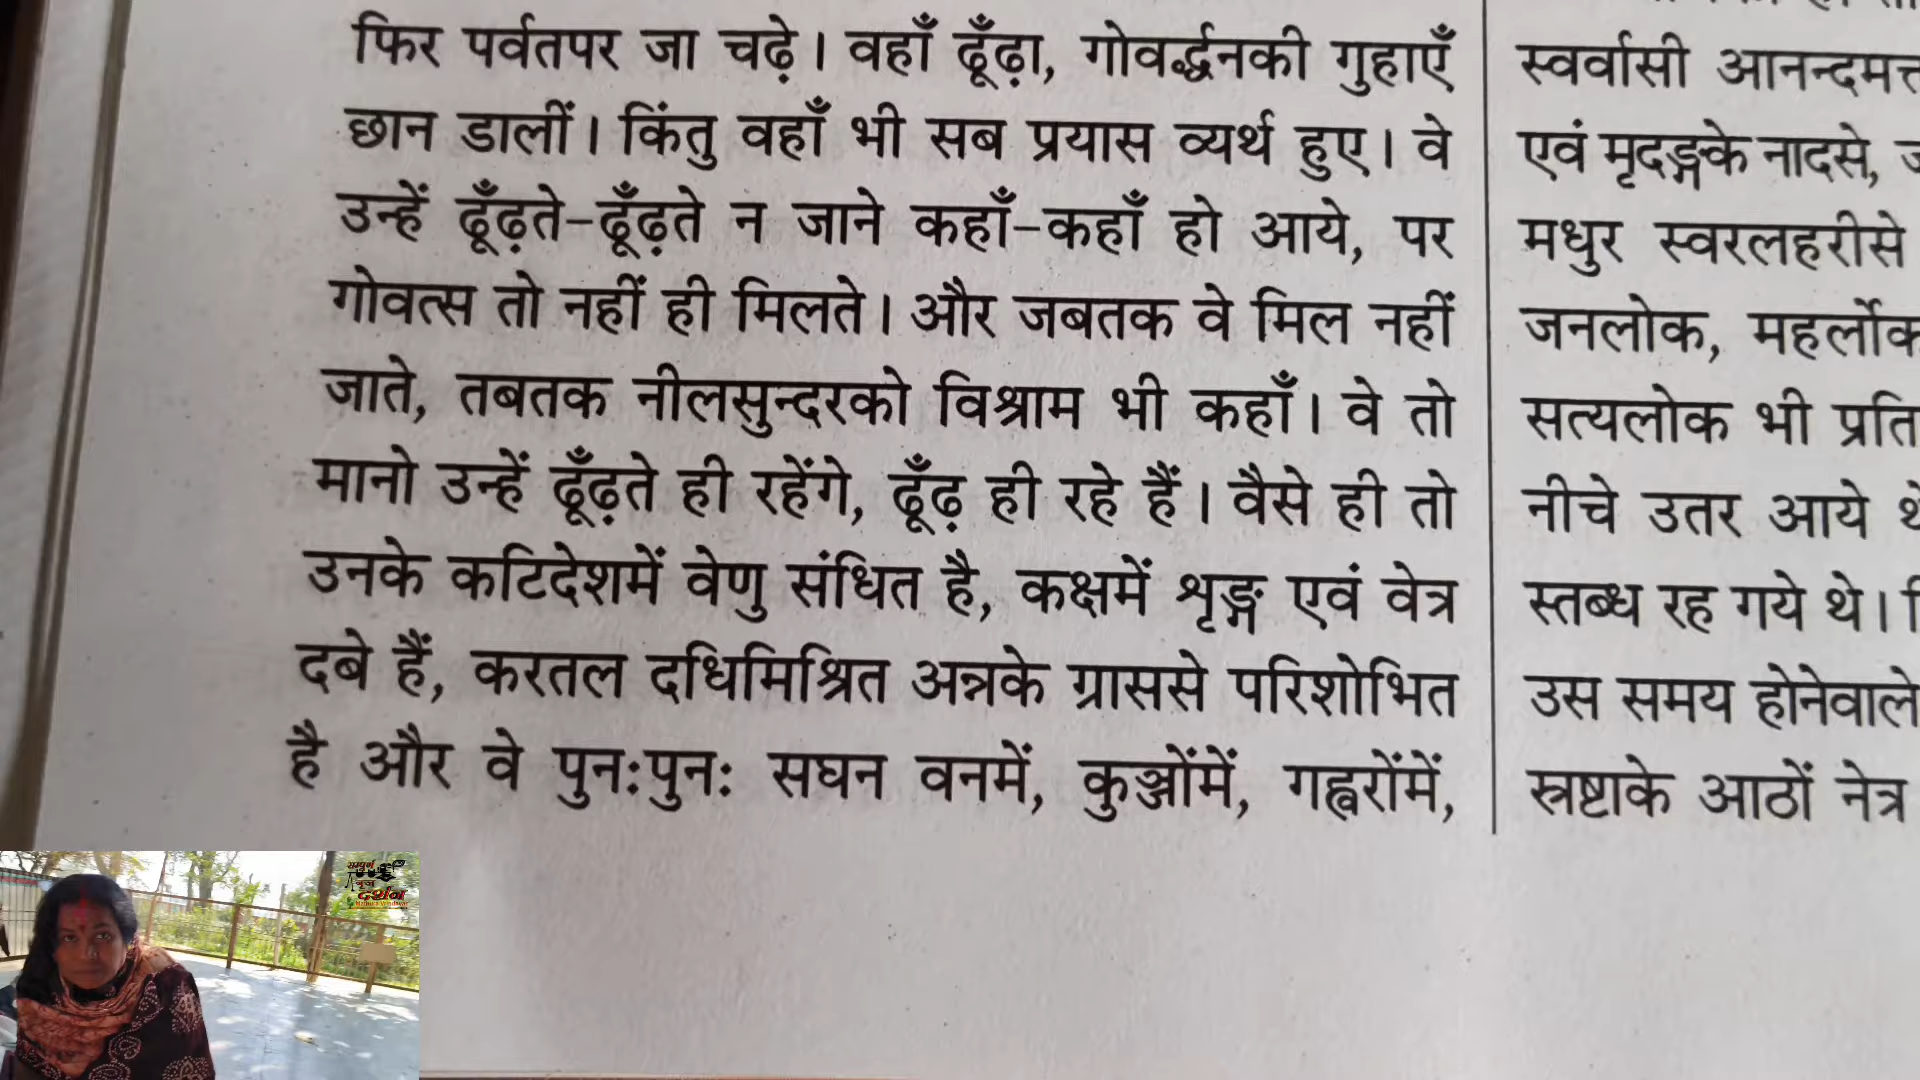 फिर पर्वतपर जा चढ़े। वहाँ ढूँढ़ा, गोवर्द्धनकी गुहाएँ
छान डालीं। किंतु वहाँ भी सब प्रयास व्यर्थ हुए। वे
उन्हें ढूँढ़ते-ढूँढ़ते न जाने कहाँ-कहाँ हो आये, पर
गोवत्स तो नहीं ही मिलते। और जबतक वे मिल नहीं
जाते, तबतक नीलसुन्दरको विश्राम भी कहाँ। वे तो
मानो उन्हें ढूँढ़ते ही रहेंगे, ढूँढ़ ही रहे हैं। वैसे ही तो
उनके कटिदेशमें वेणु संधित है, कक्षमें शृङ्ग एवं वेत्र
दबे हैं, करतल दधिमिश्रित अन्नके ग्राससे परिशोभित
है और वे पुनःपुनः सघन वनमें, कुञ्जोंमें, गह्वरोंमें,
स्वर्वासी आनन्दमत्त
एवं मृदङ्गके नादसे,
मधुर स्वरलहरीसे
जनलोक, महर्लोक
सत्यलोक भी प्रति
नीचे उतर आये
स्तब्ध रह गये थे।
उस समय होनेवाले
स्रष्टाके आठों नेत्र
सम्पूर्ण
दर्शन